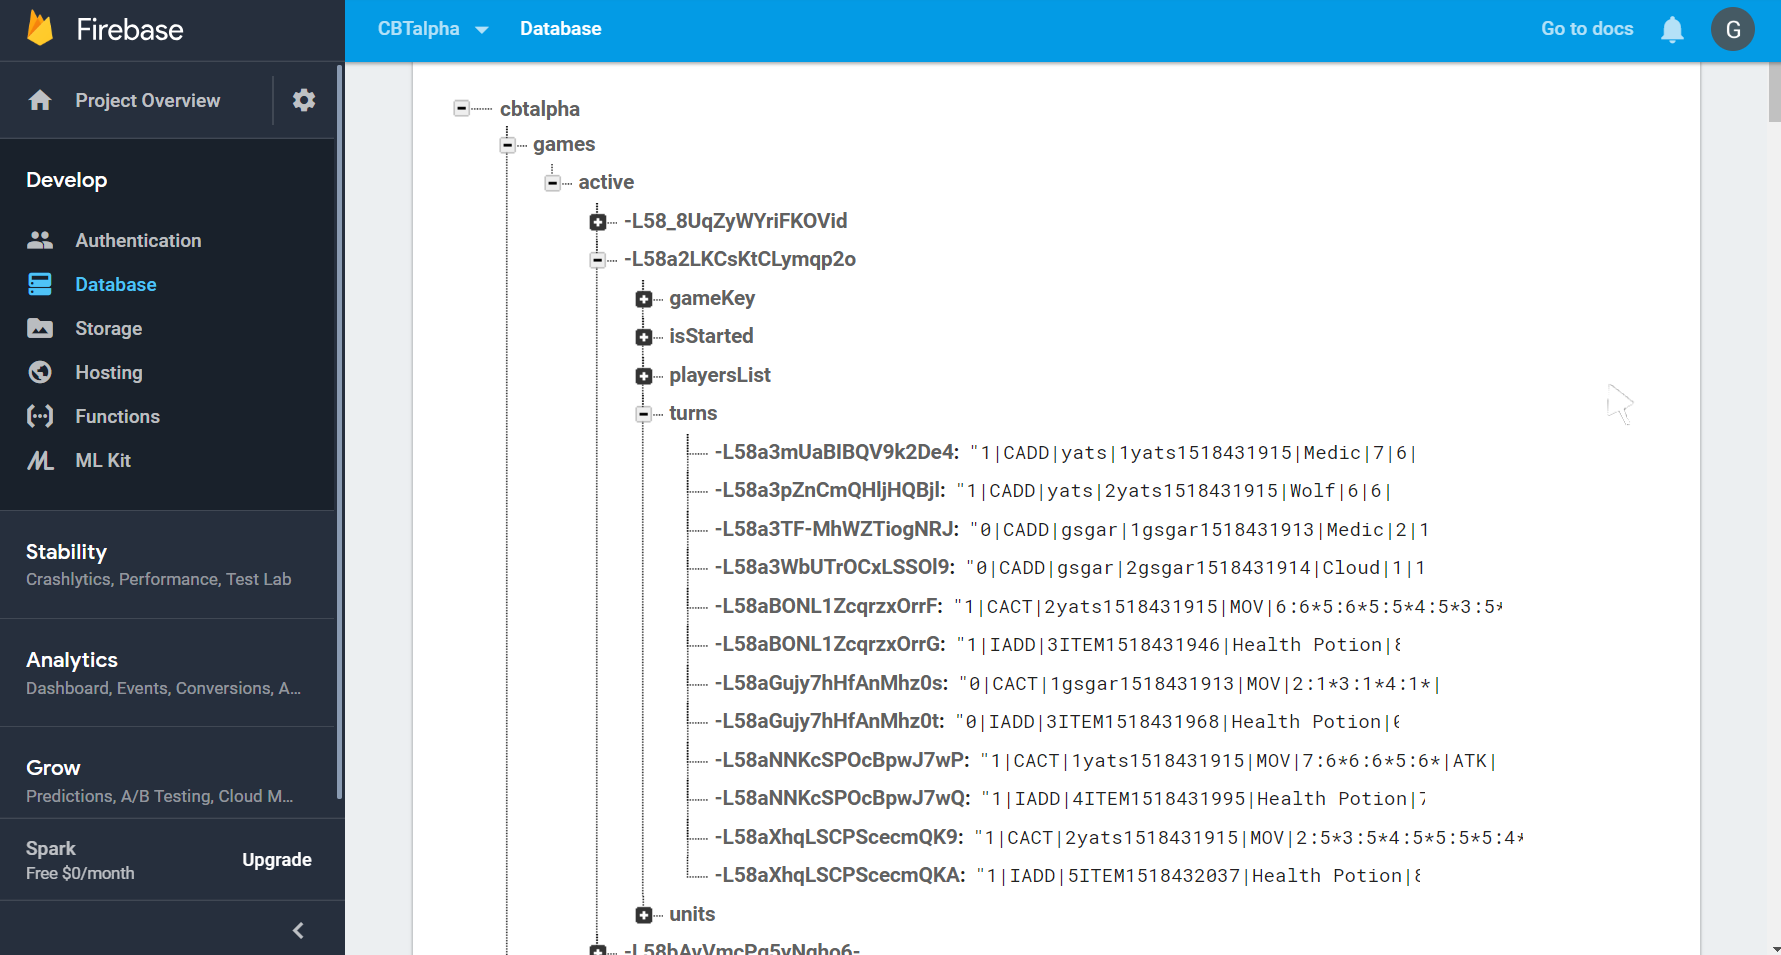 Firebase
CBTalpha
Database
Go to docs
G
Project Overview
Develop
Authentication
Database
Storage
Hosting
Functions
ML Kit
Stability
Crashlytics, Performance, Test Lab
Analytics
Dashboard, Events, Conversions, A...
Grow
Predictions, A/B Testing, Cloud M...
Spark
Free $0/month
Upgrade
cbtalpha
games
active
-L58_8UqZyWYriFKOVid
-L58a2LKCsKtCLymqp2o
gameKey
isStarted
playersList
turns
-L58a3mUaBIBQV9k2De4: "1|CADD|yats|1yats1518431915|Medic|7|6|
-L58a3pZnCmQHljHQBjl: "1|CADD|yats|2yats1518431915|Wolf|6|6|
-L58a3TF-MhWZTiogNRJ: "0|CADD|gsgar|1gsgar1518431913|Medic|2|1
-L58a3WbUTrOCxLSSOl9: "0|CADD|gsgar|2gsgar1518431914|Cloud|1|1
-L58aBONL1ZcqrzxOrrF: "1|CACT|2yats1518431915|MOV|6:6*5:6*5:5*4:5*3:5*
-L58aBONL1ZcqrzxOrrG: "1|IADD|3ITEM1518431946|Health Potion|8
-L58aGujy7hHfAnMhz0s: "0|CACT|1gsgar1518431913|MOV|2:1*3:1*4:1*|
-L58aGujy7hHfAnMhz0t: "0|IADD|3ITEM1518431968|Health Potion|
-L58aNNKcSPOcBpwJ7wP: "1|CACT|1yats1518431915|MOV|7:6*6:6*5:6*|ATK|
-L58aNNKcSPOcBpwJ7wQ: "1|IADD|4ITEM1518431995|Health Potion|7
-L58aXhqLSCPScecmQK9: "1|CACT|2yats1518431915|MOV|2:5*3:5*4:5*5:5*5:4*
-L58aXhqLSCPScecmQKA: "1|IADD|5ITEM1518432037|Health Potion|8
units